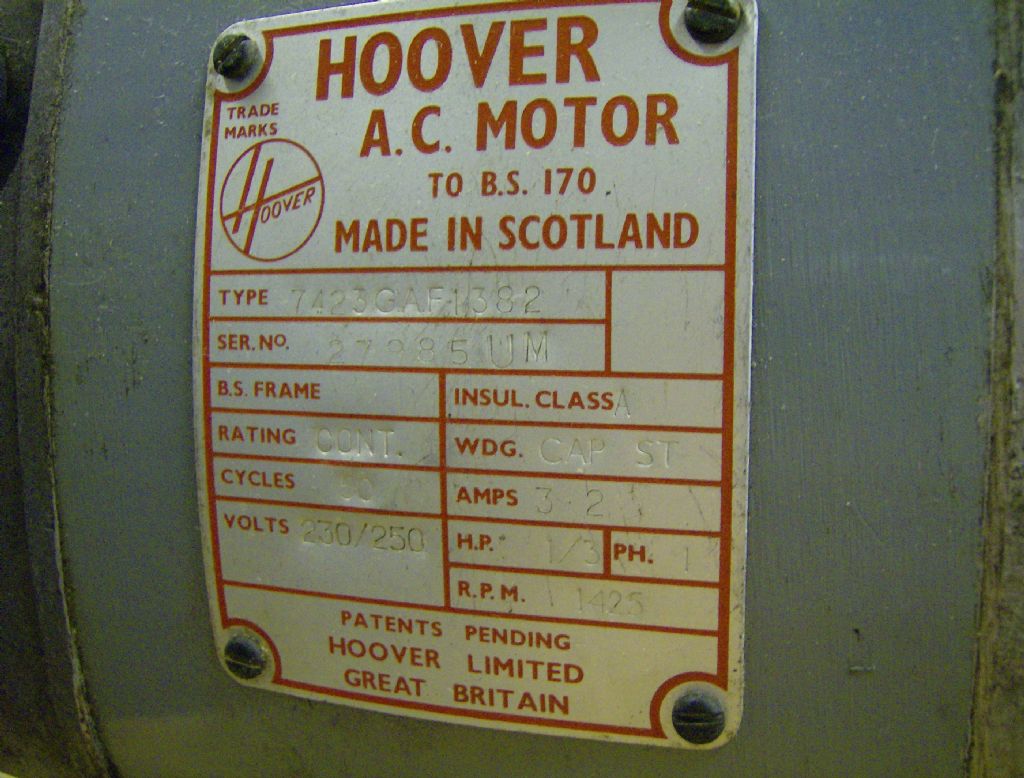 HOOVER
A.C. MOTOR
TO B.S. 170.
MADE IN SCOTLAND
TRADE
MARKS
HOOVER
TYPE 7423GAF1382
SER. No. UM
B.S. FRAME
INSUL. CLASS A
RATING CONT.
WDG. CAP ST
CYCLES 50
AMPS 3·2
VOLTS 230/250
H.P. 1/3 PH. 1
R.P.M. 1425
PATENTS PENDING
HOOVER LIMITED
GREAT BRITAIN